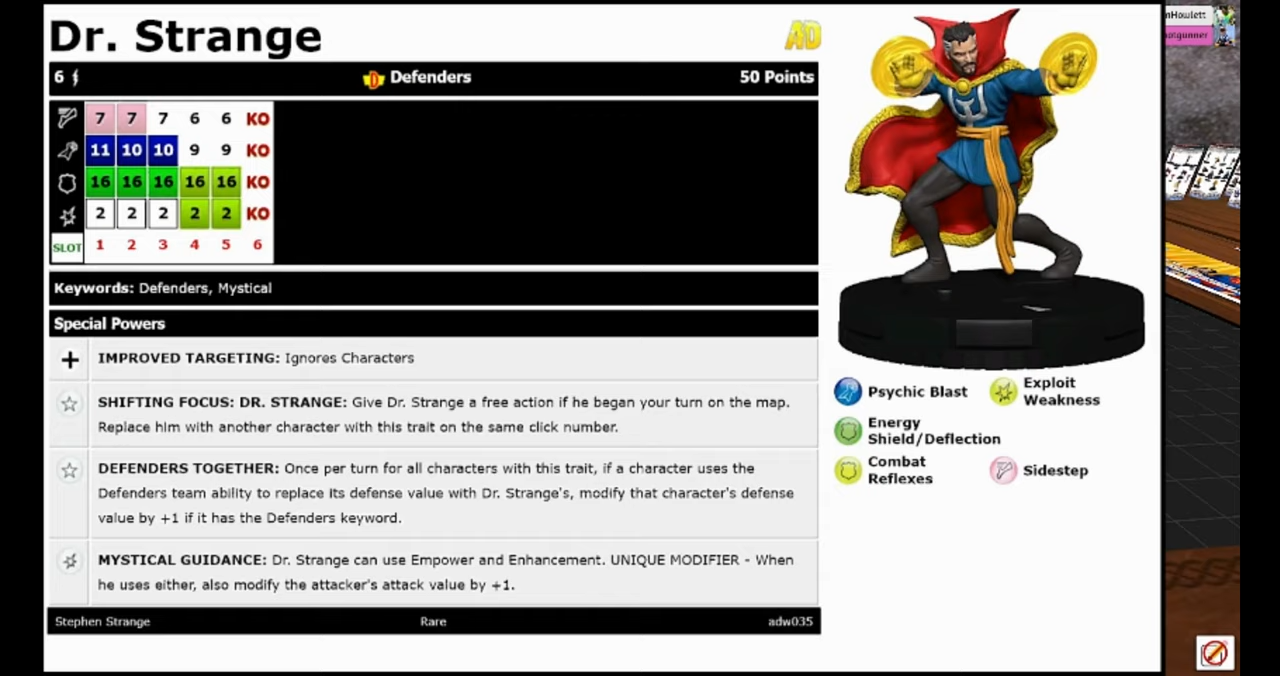 Dr. Strange
AD
6 Defenders 50 Points
7 7 7 6 6 KO
11 10 10 9 9 KO
16 16 16 16 16 KO
2 2 2 2 2 KO
SLOT 1 2 3 4 5 6
Keywords: Defenders, Mystical
Special Powers
IMPROVED TARGETING: Ignores Characters
SHIFTING FOCUS: DR. STRANGE: Give Dr. Strange a free action if he began your turn on the map.
Replace him with another character with this trait on the same click number.
DEFENDERS TOGETHER: Once per turn for all characters with this trait, if a character uses the
Defenders team ability to replace its defense value with Dr. Strange's, modify that character's defense
value by +1 if it has the Defenders keyword.
MYSTICAL GUIDANCE: Dr. Strange can use Empower and Enhancement. UNIQUE MODIFIER - When
he uses either, also modify the attacker's attack value by +1.
Stephen Strange Rare adw035
Psychic Blast
Exploit
Weakness
Energy
Shield/Deflection
Combat
Reflexes
Sidestep
nHowlett